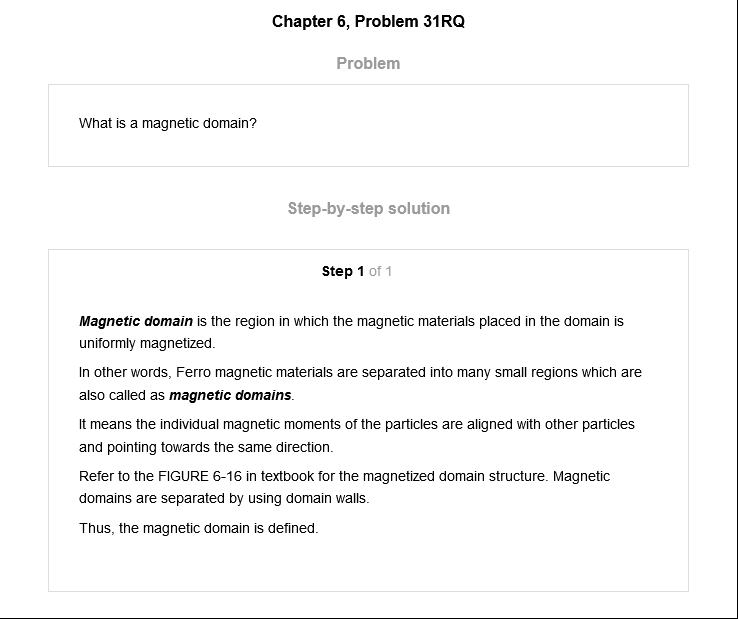 Chapter 6, Problem 31RQ
Problem
What is a magnetic domain?
Step-by-step solution
Step 1 of 1
Magnetic domain is the region in which the magnetic materials placed in the domain is
uniformly magnetized.
In other words, Ferro magnetic materials are separated into many small regions which are
also called as magnetic domains.
It means the individual magnetic moments of the particles are aligned with other particles
and pointing towards the same direction.
Refer to the FIGURE 6-16 in textbook for the magnetized domain structure. Magnetic
domains are separated by using domain walls.
Thus, the magnetic domain is defined.